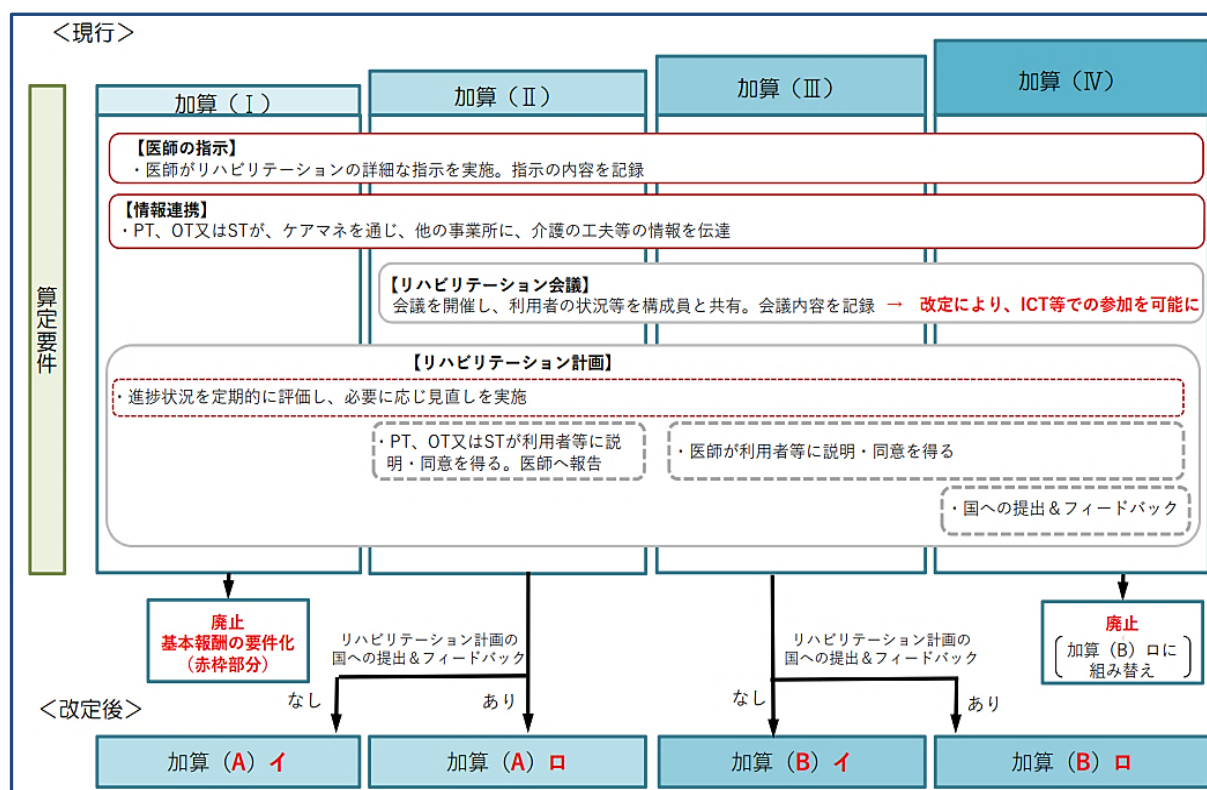 ＜現行＞
加算（Ⅰ）
加算（Ⅱ）
加算（Ⅲ）
加算（Ⅳ）
算定要件
【医師の指示】
・医師がリハビリテーションの詳細な指示を実施。指示の内容を記録
【情報連携】
・PT、OT又はSTが、ケアマネを通じ、他の事業所に、介護の工夫等の情報を伝達
【リハビリテーション会議】
会議を開催し、利用者の状況等を構成員と共有。会議内容を記録 → 改定により、ICT等での参加を可能に
【リハビリテーション計画】
・進捗状況を定期的に評価し、必要に応じ見直しを実施
・PT、OT又はSTが利用者等に説
明・同意を得る。医師へ報告
・医師が利用者等に説明・同意を得る
・国への提出＆フィードバック
廃止
基本報酬の要件化
（赤枠部分）
リハビリテーション計画の
国への提出＆フィードバック
なし
あり
リハビリテーション計画の
国への提出＆フィードバック
なし
あり
廃止
加算（B）ロに
組み替え
＜改定後＞
加算（A）イ
加算（A）ロ
加算（B）イ
加算（B）ロ